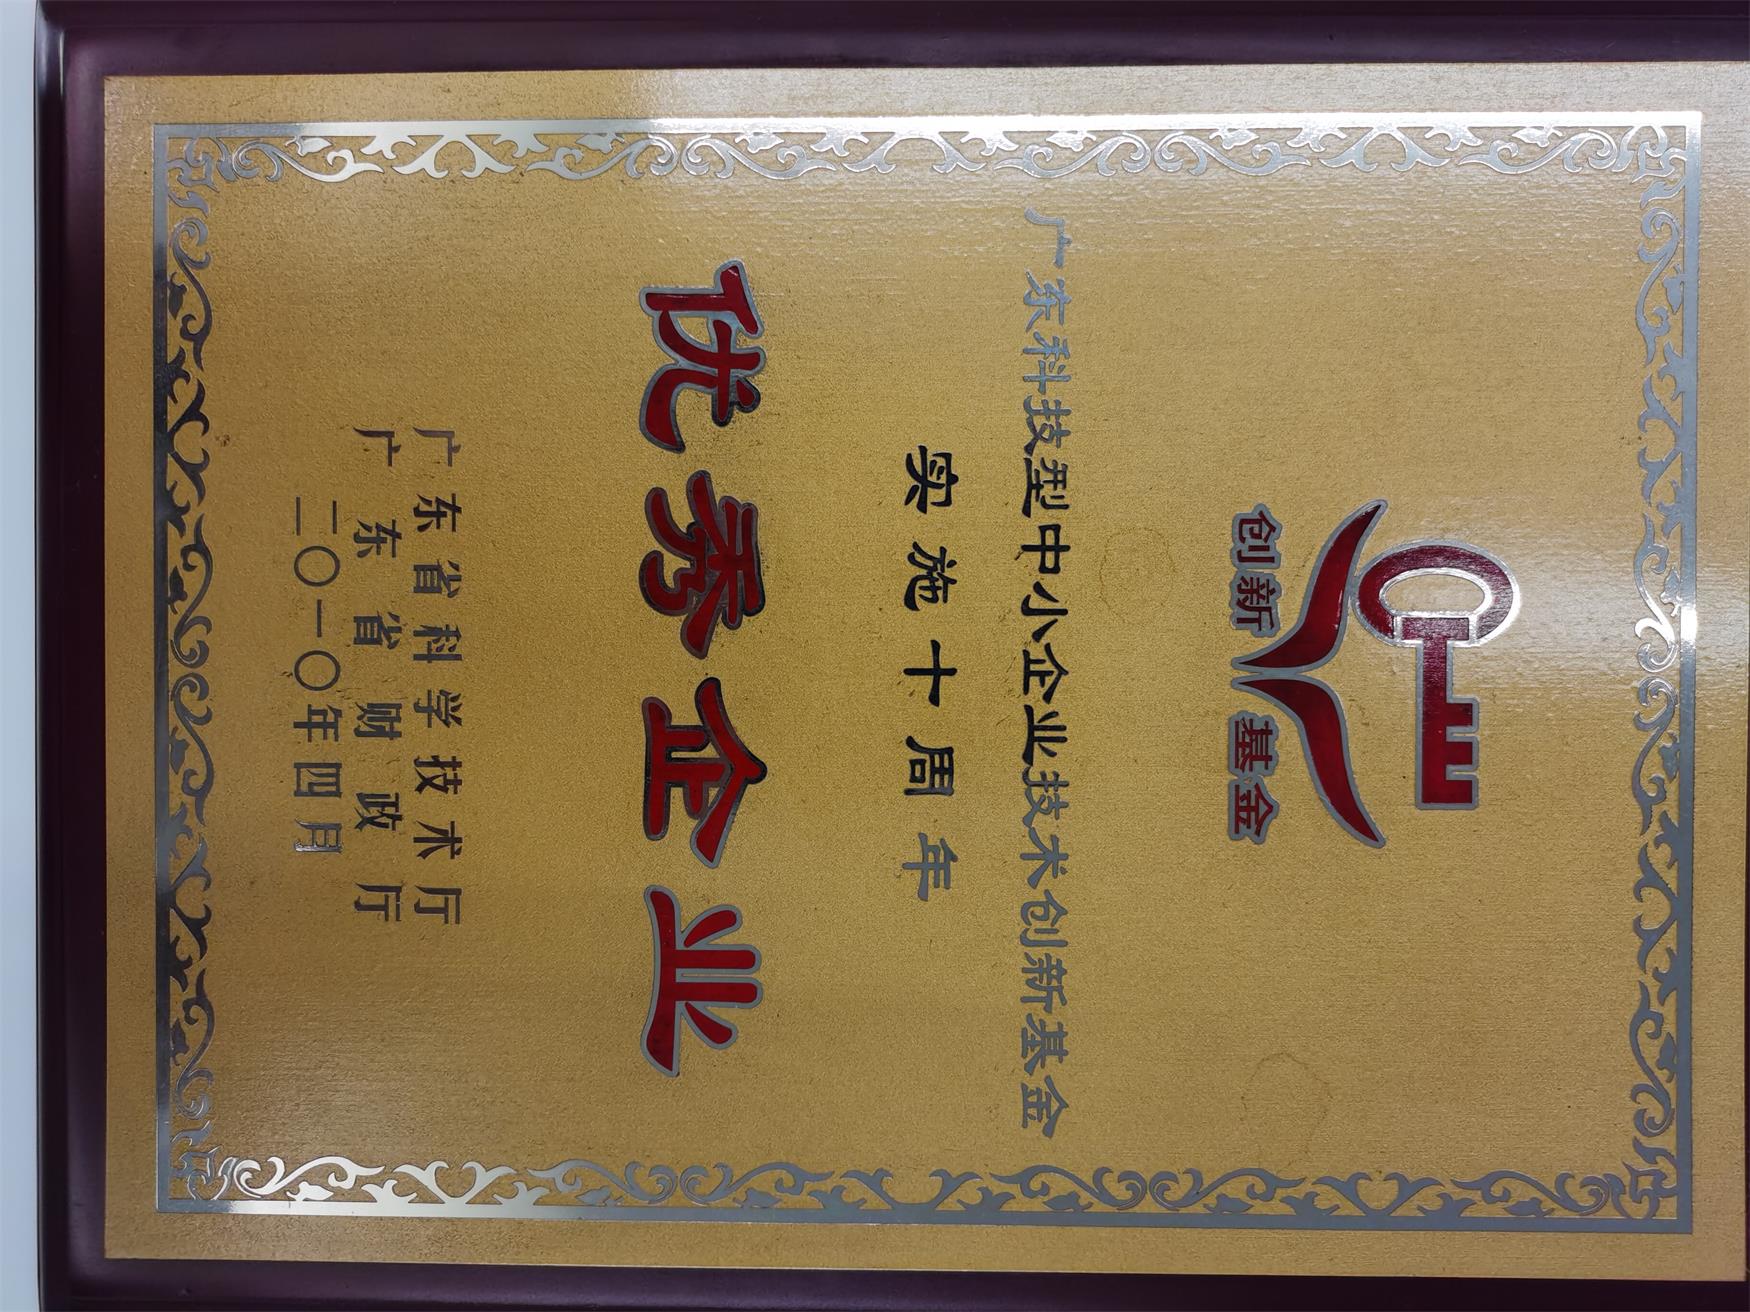 创新 基金
广东科技型中小企业技术创新基金
实施十周年
优秀企业
广东省科学技术厅
广东省财政厅
二〇一〇年四月